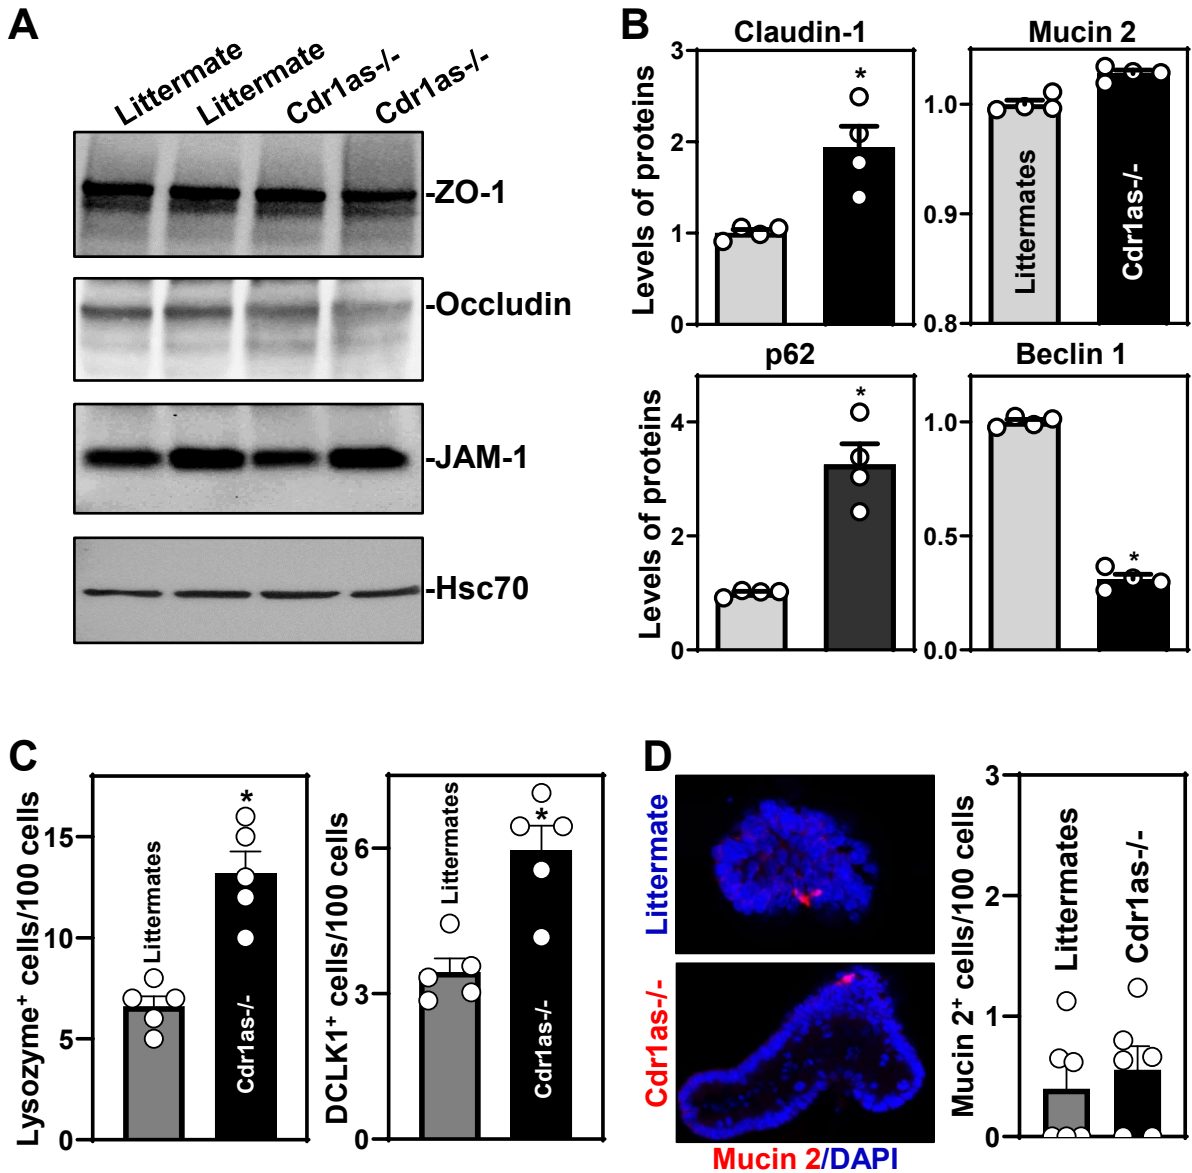 A
Littermate
Littermate
Cdr1as-/-
Cdr1as-/-
-ZO-1
-Occludin
-JAM-1
-Hsc70
B
Claudin-1
Levels of proteins
3
2
1
0
*
Mucin 2
1.0
0.9
0.8
Littermates
Cdr1as-/-
p62
Levels of proteins
4
2
0
*
Beclin 1
1.0
0.5
0.0
*
C
Lysozyme⁺ cells/100 cells
15
10
5
0
Littermates
*
Cdr1as-/-
DCLK1⁺ cells/100 cells
6
3
0
Littermates
*
Cdr1as-/-
D
Littermate
Cdr1as-/-
Mucin 2/DAPI
Mucin 2⁺ cells/100 cells
3
2
1
0
Littermates
Cdr1as-/-